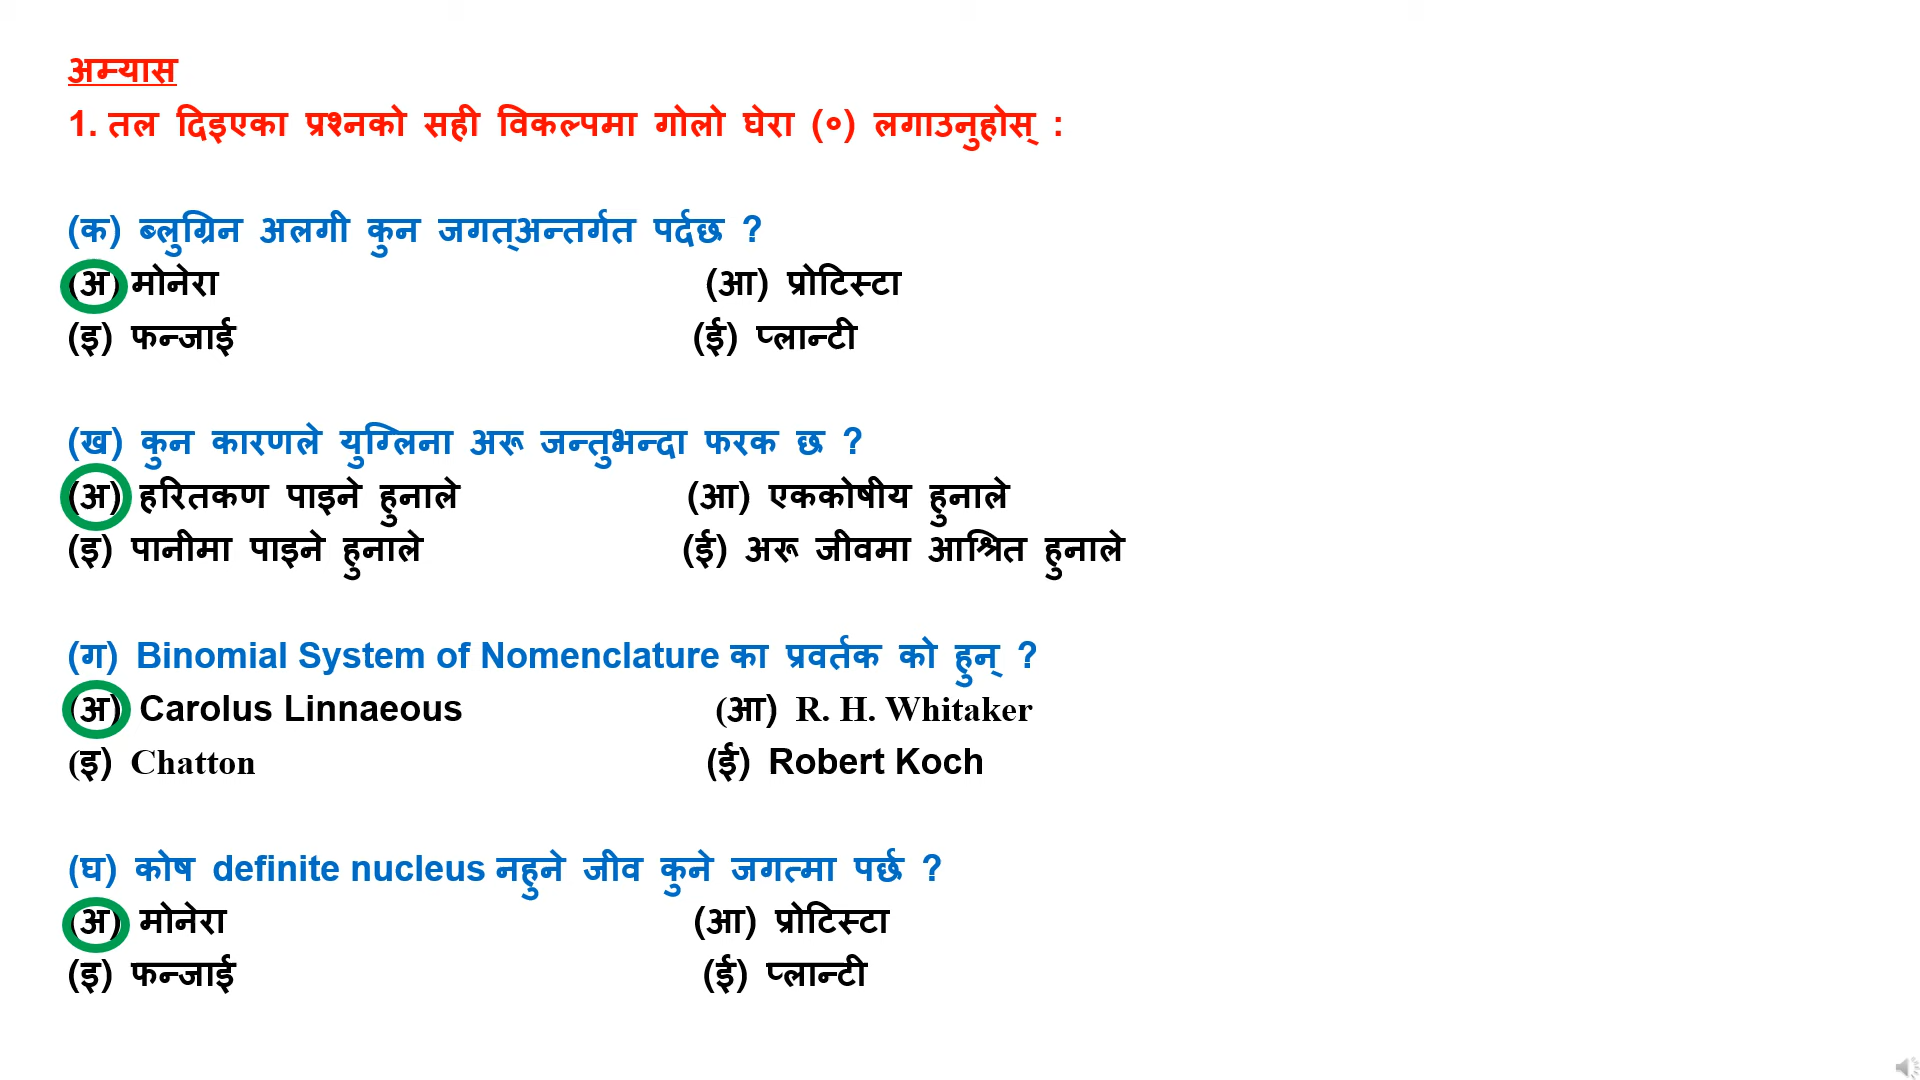 अम्यास
1. तल दिइएका प्रश्नको सही विकल्पमा गोलो घेरा (०) लगाउनुहोस् :
(क) ब्लुग्रिन अलगी कुन जगत्अन्तर्गत पर्दछ ?
(अ) मोनेरा (आ) प्रोटिस्टा
(इ) फन्जाई (ई) प्लान्टी
(ख) कुन कारणले युग्लिना अरू जन्तुभन्दा फरक छ ?
(अ) हरितकण पाइने हुनाले (आ) एककोषीय हुनाले
(इ) पानीमा पाइने हुनाले (ई) अरू जीवमा आश्रित हुनाले
(ग) Binomial System of Nomenclature का प्रवर्तक को हुन् ?
(अ) Carolus Linnaeous (आ) R. H. Whitaker
(इ) Chatton (ई) Robert Koch
(घ) कोष definite nucleus नहुने जीव कुने जगत्मा पर्छ ?
(अ) मोनेरा (आ) प्रोटिस्टा
(इ) फन्जाई (ई) प्लान्टी